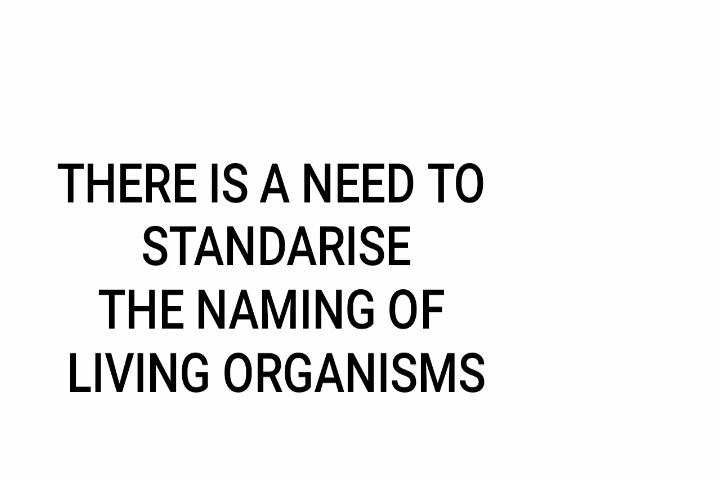 THERE IS A NEED TO
STANDARISE
THE NAMING OF
LIVING ORGANISMS